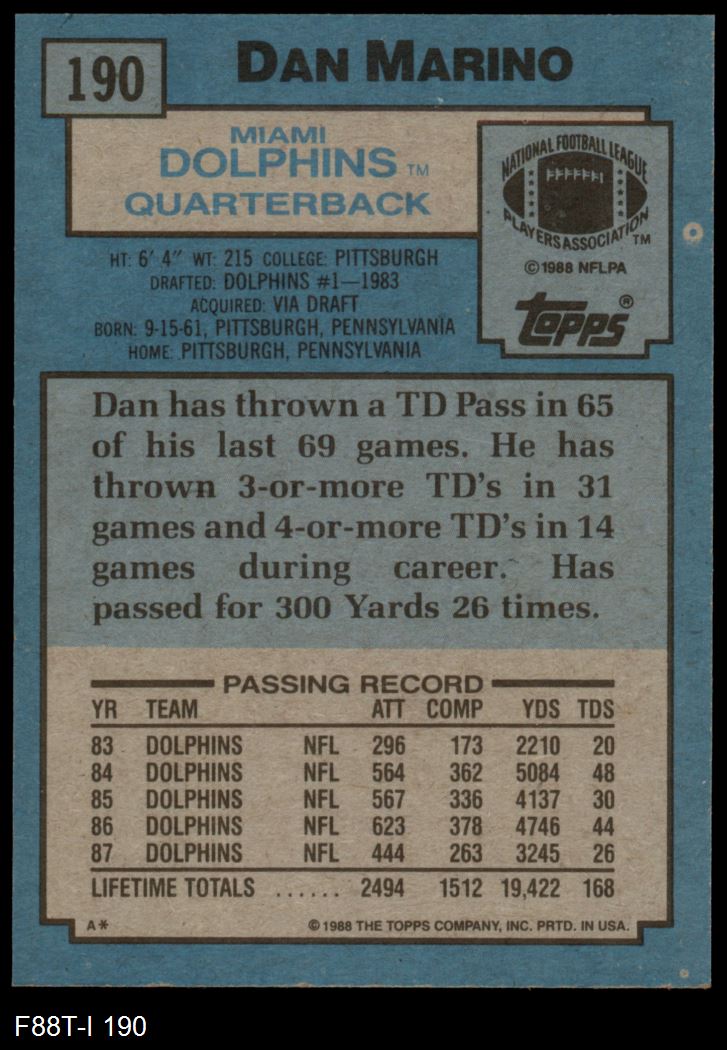 190
DAN MARINO
MIAMI
DOLPHINS TM
QUARTERBACK
NATIONAL FOOTBALL LEAGUE
PLAYERS ASSOCIATION TM
©1988 NFLPA
topps®
HT: 6' 4" WT: 215 COLLEGE: PITTSBURGH
DRAFTED: DOLPHINS #1—1983
ACQUIRED: VIA DRAFT
BORN: 9-15-61, PITTSBURGH, PENNSYLVANIA
HOME: PITTSBURGH, PENNSYLVANIA
Dan has thrown a TD Pass in 65
of his last 69 games. He has
thrown 3-or-more TD's in 31
games and 4-or-more TD's in 14
games during career. Has
passed for 300 Yards 26 times.
PASSING RECORD
YR TEAM ATT COMP YDS TDS
83 DOLPHINS NFL 296 173 2210 20
84 DOLPHINS NFL 564 362 5084 48
85 DOLPHINS NFL 567 336 4137 30
86 DOLPHINS NFL 623 378 4746 44
87 DOLPHINS NFL 444 263 3245 26
LIFETIME TOTALS ...... 2494 1512 19,422 168
A* ©1988 THE TOPPS COMPANY, INC. PRTD. IN USA.
F88T-I 190